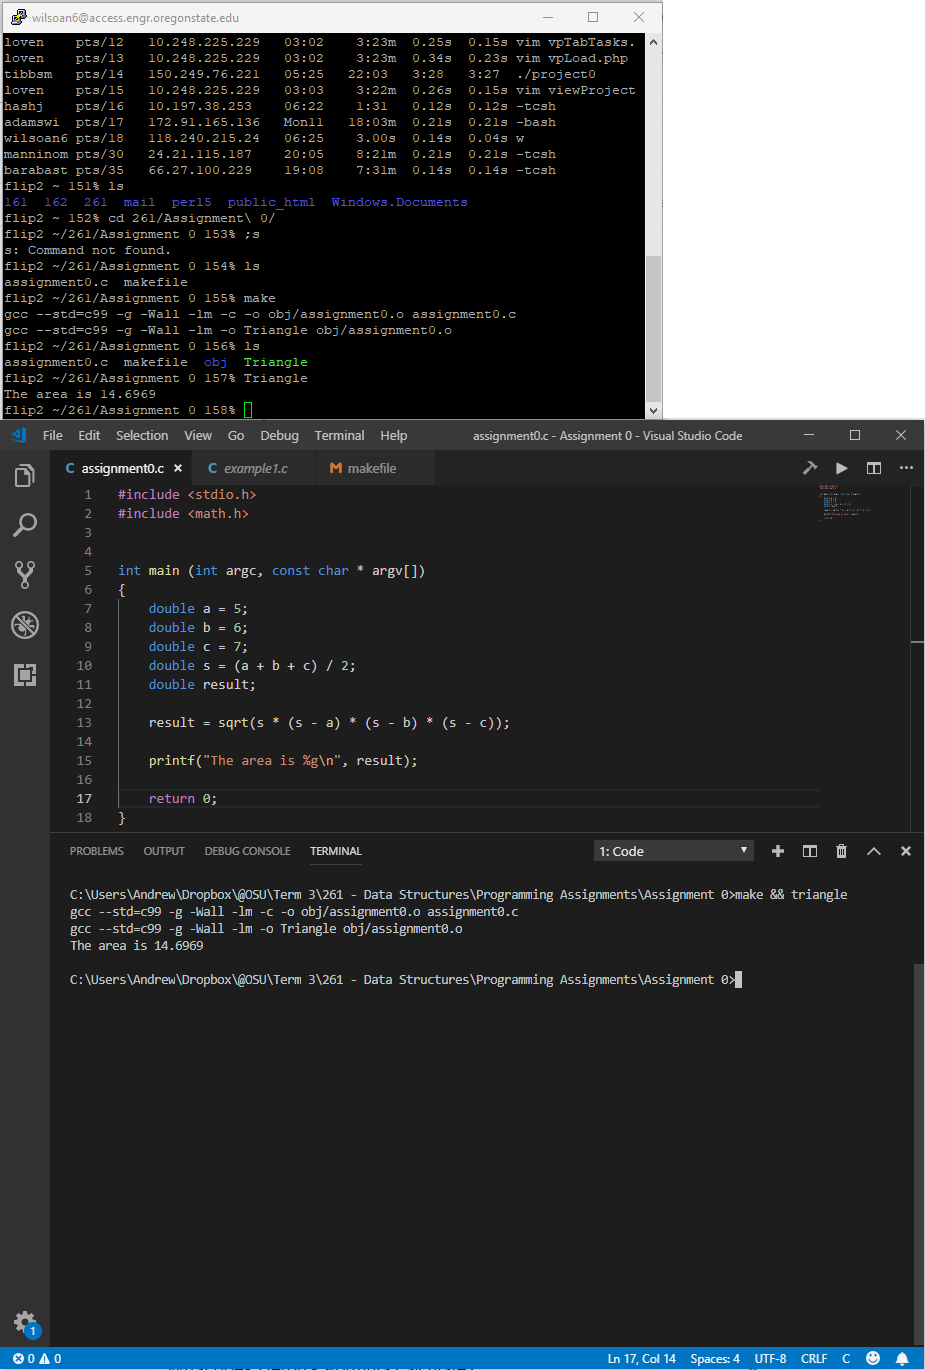 wilsoan6@access.engr.oregonstate.edu
loven pts/12 10.248.225.229 03:02 3:23m 0.25s 0.15s vim vpTabTasks.
loven pts/13 10.248.225.229 03:02 3:23m 0.34s 0.23s vim vpLoad.php
tibbsm pts/14 150.249.76.221 05:25 22:03 3:28 3:27 ./project0
loven pts/15 10.248.225.229 03:03 3:22m 0.26s 0.15s vim viewProject
hashj pts/16 10.197.38.253 06:22 1:31 0.12s 0.12s -tcsh
adamswi pts/17 172.91.165.136 Mon11 18:03m 0.21s 0.21s -bash
wilsoan6 pts/18 118.240.215.24 06:25 3.00s 0.14s 0.04s w
manninom pts/30 24.21.115.187 20:05 8:21m 0.21s 0.21s -tcsh
barabast pts/35 66.27.100.229 19:08 7:31m 0.14s 0.14s -tcsh
flip2 ~ 151% ls
161 162 261 mail perl5 public_html Windows.Documents
flip2 ~ 152% cd 261/Assignment\ 0/
flip2 ~/261/Assignment 0 153% ;s
s: Command not found.
flip2 ~/261/Assignment 0 154% ls
assignment0.c makefile
flip2 ~/261/Assignment 0 155% make
gcc --std=c99 -g -Wall -lm -c -o obj/assignment0.o assignment0.c
gcc --std=c99 -g -Wall -lm -o Triangle obj/assignment0.o
flip2 ~/261/Assignment 0 156% ls
assignment0.c makefile obj Triangle
flip2 ~/261/Assignment 0 157% Triangle
The area is 14.6969
flip2 ~/261/Assignment 0 158%
File Edit Selection View Go Debug Terminal Help assignment0.c - Assignment 0 - Visual Studio Code
C assignment0.c × C example1.c M makefile
1 #include <stdio.h>
2 #include <math.h>
3
4
5 int main (int argc, const char * argv[])
6 {
7 double a = 5;
8 double b = 6;
9 double c = 7;
10 double s = (a + b + c) / 2;
11 double result;
12
13 result = sqrt(s * (s - a) * (s - b) * (s - c));
14
15 printf("The area is %g\n", result);
16
17 return 0;
18 }
PROBLEMS OUTPUT DEBUG CONSOLE TERMINAL 1: Code
C:\Users\Andrew\Dropbox\@OSU\Term 3\261 - Data Structures\Programming Assignments\Assignment 0>make && triangle
gcc --std=c99 -g -Wall -lm -c -o obj/assignment0.o assignment0.c
gcc --std=c99 -g -Wall -lm -o Triangle obj/assignment0.o
The area is 14.6969
C:\Users\Andrew\Dropbox\@OSU\Term 3\261 - Data Structures\Programming Assignments\Assignment 0>
1
0 0 Ln 17, Col 14 Spaces: 4 UTF-8 CRLF C